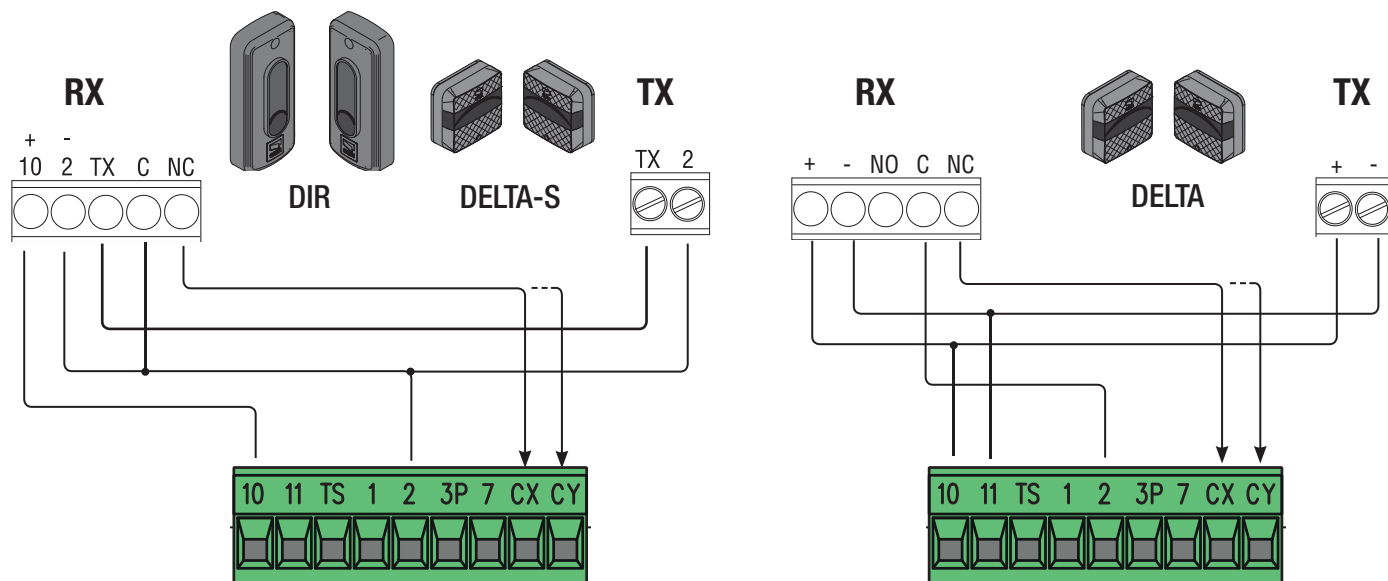 RX
TX
+ -
10 2 TX C NC
TX 2
DIR
DELTA-S
10 11 TS 1 2 3P 7 CX CY
RX
TX
+ - NO C NC
+ -
DELTA
10 11 TS 1 2 3P 7 CX CY